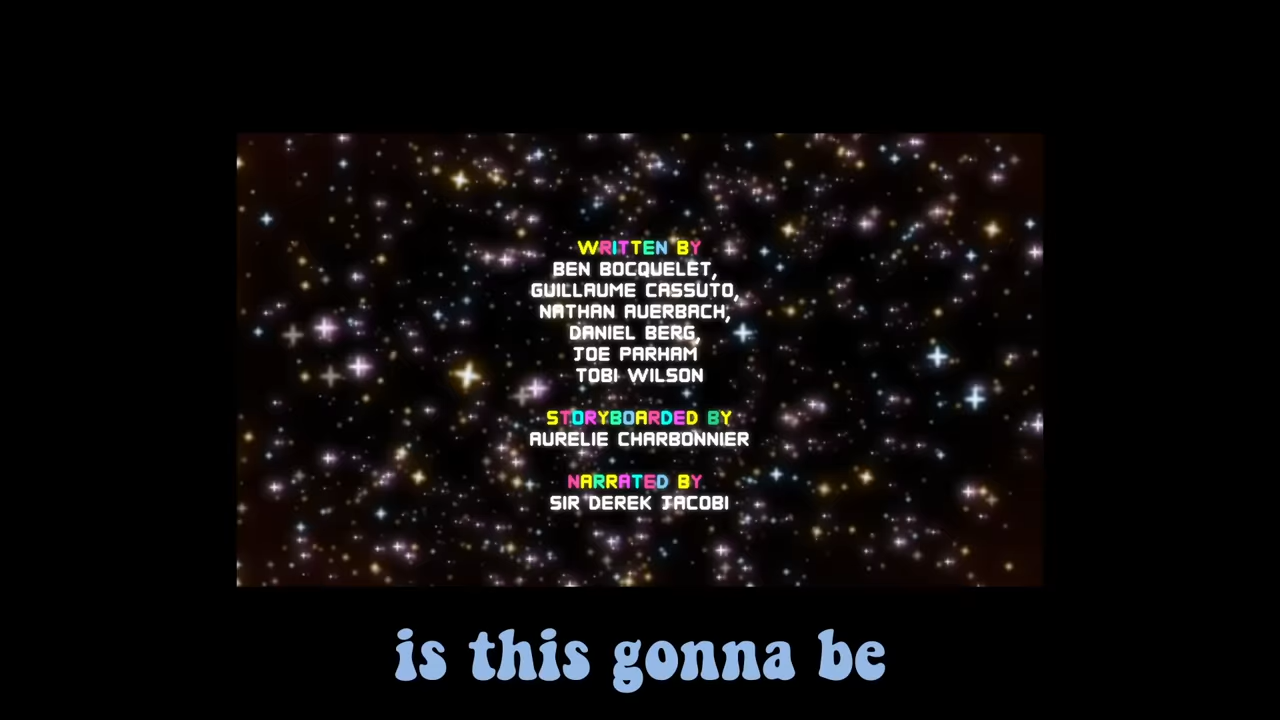 WRITTEN BY
BEN BOCQUELET,
GUILLAUME CASSUTO,
NATHAN AUERBACH,
DANIEL BERG,
JOE PARHAM
TOBI WILSON
STORYBOARDED BY
AURELIE CHARBONNIER
NARRATED BY
SIR DEREK JACOBI
is this gonna be